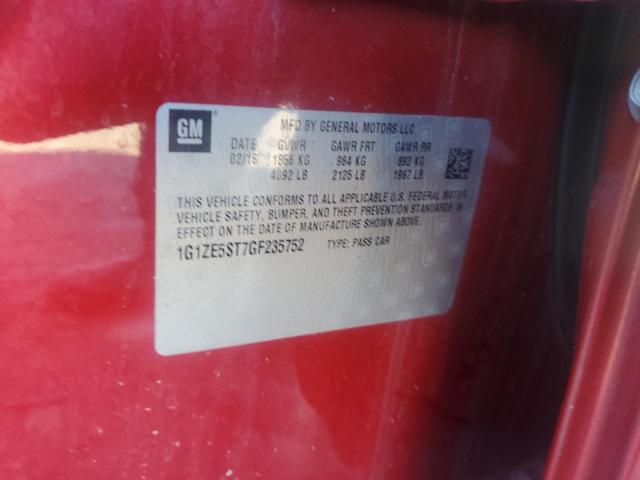 GM
MFD BY GENERAL MOTORS LLC
DATE GVWR GAWR FRT GAWR RR
02/16 1856 KG 964 KG 892 KG
4092 LB 2125 LB 1967 LB
THIS VEHICLE CONFORMS TO ALL APPLICABLE U.S. FEDERAL MOTOR
VEHICLE SAFETY, BUMPER, AND THEFT PREVENTION STANDARDS IN
EFFECT ON THE DATE OF MANUFACTURE SHOWN ABOVE.
1G1ZE5ST7GF235752 TYPE: PASS CAR